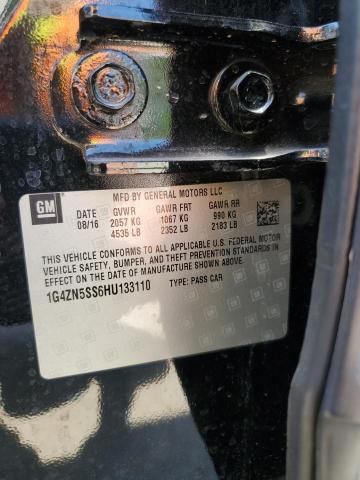 GM
MFD BY GENERAL MOTORS LLC
DATE GVWR GAWR FRT GAWR RR
08/16 2057 KG 1067 KG 990 KG
4535 LB 2352 LB 2183 LB
THIS VEHICLE CONFORMS TO ALL APPLICABLE U.S. FEDERAL MOTOR
VEHICLE SAFETY, BUMPER, AND THEFT PREVENTION STANDARDS IN
EFFECT ON THE DATE OF MANUFACTURE SHOWN ABOVE.
1G4ZN5SS6HU133110 TYPE: PASS CAR